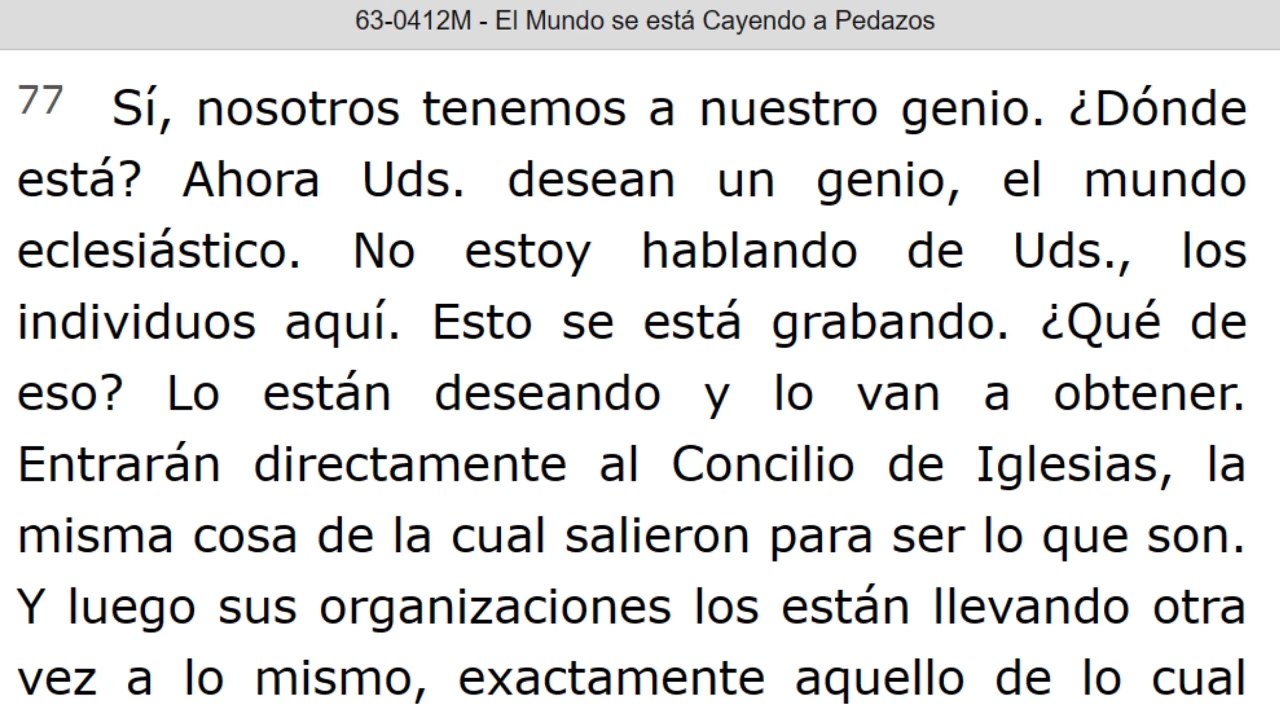 63-0412M - El Mundo se está Cayendo a Pedazos
77 Sí, nosotros tenemos a nuestro genio. ¿Dónde
está? Ahora Uds. desean un genio, el mundo
eclesiástico. No estoy hablando de Uds., los
individuos aquí. Esto se está grabando. ¿Qué de
eso? Lo están deseando y lo van a obtener.
Entrarán directamente al Concilio de Iglesias, la
misma cosa de la cual salieron para ser lo que son.
Y luego sus organizaciones los están llevando otra
vez a lo mismo, exactamente aquello de lo cual